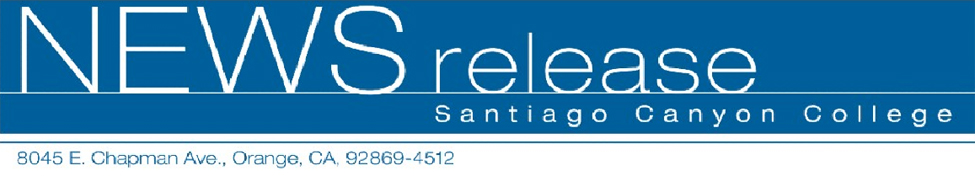 NEWS release
Santiago Canyon College
8045 E. Chapman Ave., Orange, CA, 92869-4512